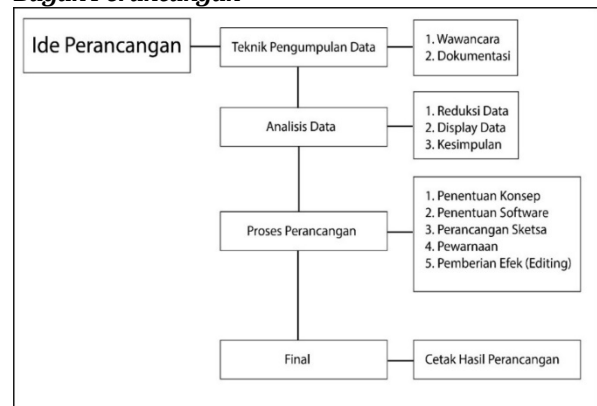 Bagan Perancangan
Ide Perancangan
Teknik Pengumpulan Data
1. Wawancara
2. Dokumentasi
Analisis Data
1. Reduksi Data
2. Display Data
3. Kesimpulan
Proses Perancangan
1. Penentuan Konsep
2. Penentuan Software
3. Perancangan Sketsa
4. Pewarnaan
5. Pemberian Efek (Editing)
Final
Cetak Hasil Perancangan